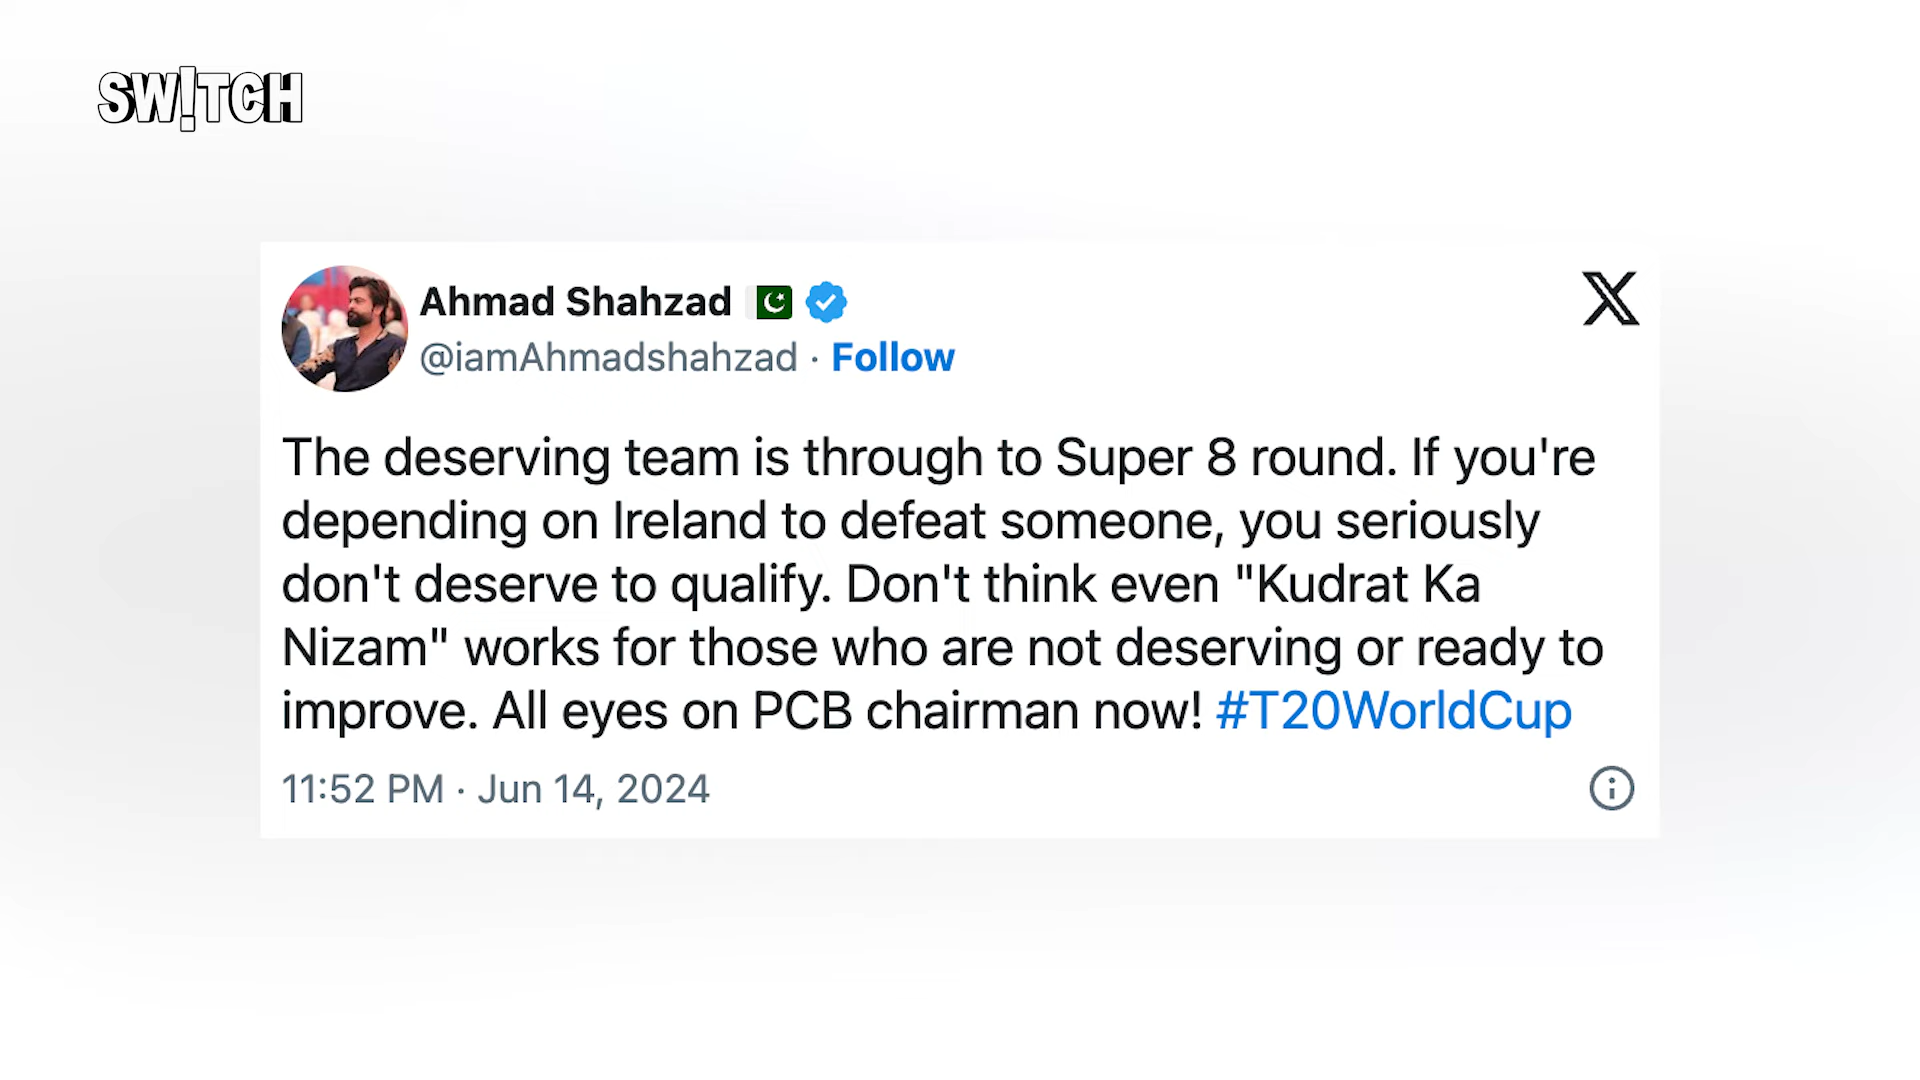 SW!TCH
Ahmad Shahzad
@iamAhmadshahzad · Follow
The deserving team is through to Super 8 round. If you're
depending on Ireland to defeat someone, you seriously
don't deserve to qualify. Don't think even "Kudrat Ka
Nizam" works for those who are not deserving or ready to
improve. All eyes on PCB chairman now! #T20WorldCup
11:52 PM · Jun 14, 2024